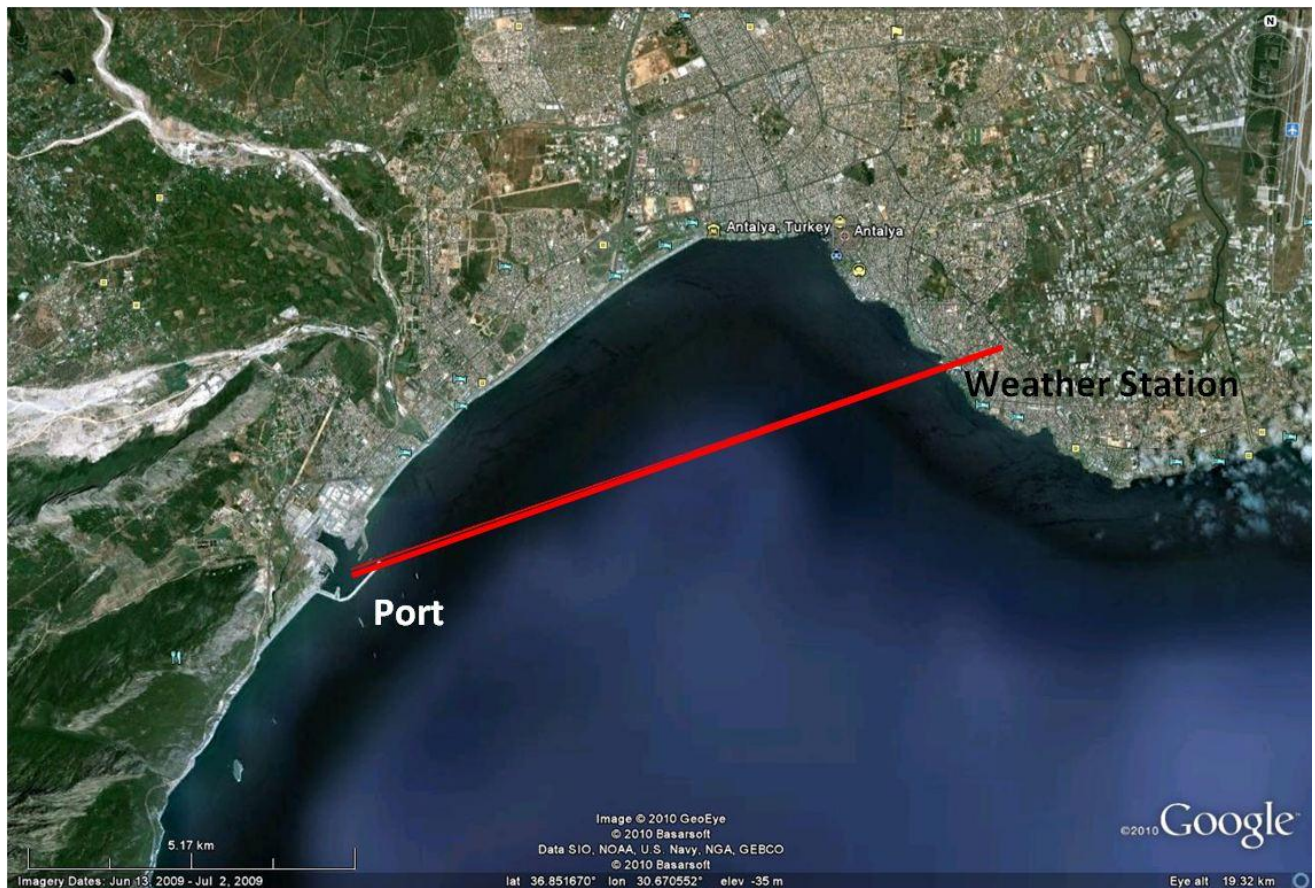 N
Antalya, Turkey
Antalya
Weather Station
Port
5.17 km
Image © 2010 GeoEye
© 2010 Basarsoft
Data SIO, NOAA, U.S. Navy, NGA, GEBCO
© 2010 Basarsoft
©2010 Google
Imagery Dates: Jun 13, 2009 - Jul 2, 2009
lat 36.851670° lon 30.670552° elev -35 m
Eye alt 19.32 km